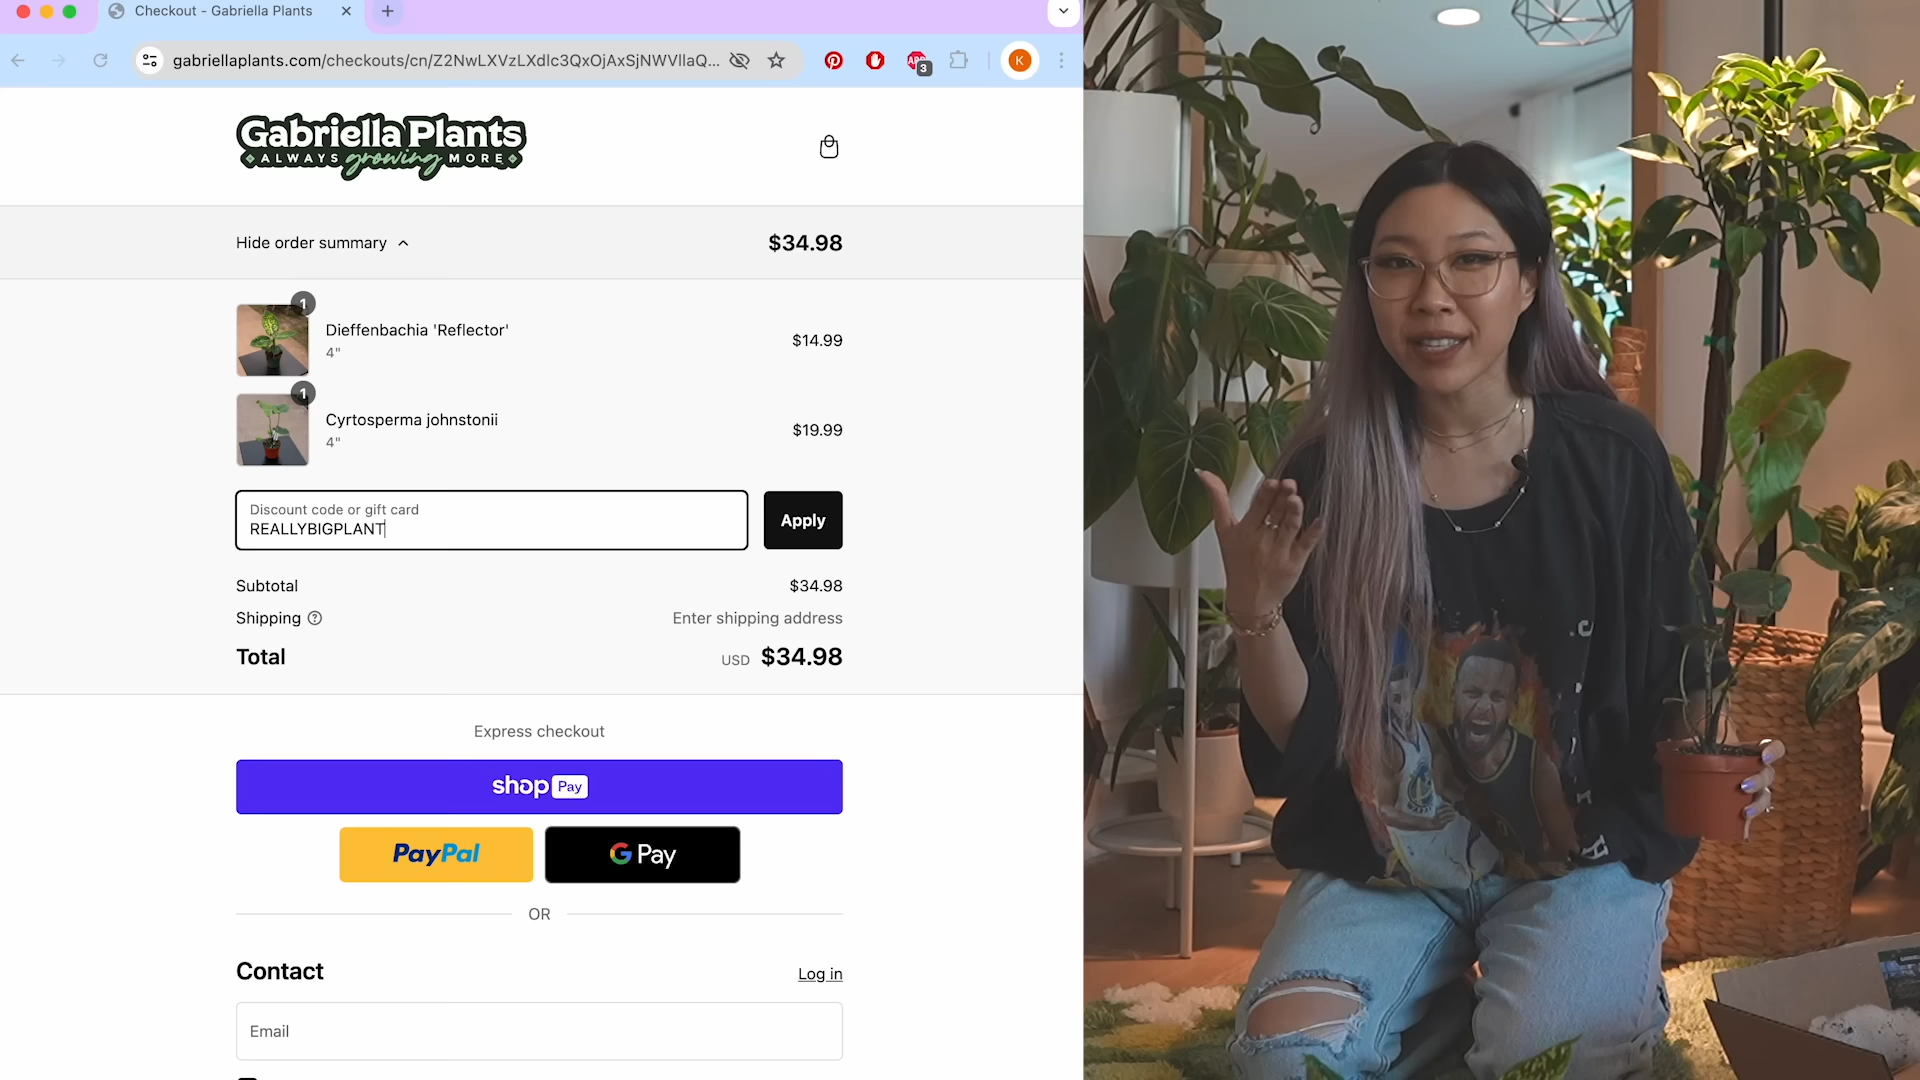 Checkout - Gabriella Plants
gabriellaplants.com/checkouts/cn/Z2NwLXVzLXdlc3QxOjAxSjNWVllaQ...
ABP
3
K
Gabriella Plants
ALWAYS growing MORE
Hide order summary
$34.98
1
Dieffenbachia 'Reflector'
4"
$14.99
1
Cyrtosperma johnstonii
4"
$19.99
Discount code or gift card
REALLYBIGPLANT
Apply
Subtotal
$34.98
Shipping
Enter shipping address
Total
USD $34.98
Express checkout
shop Pay
PayPal
G Pay
OR
Contact
Log in
Email